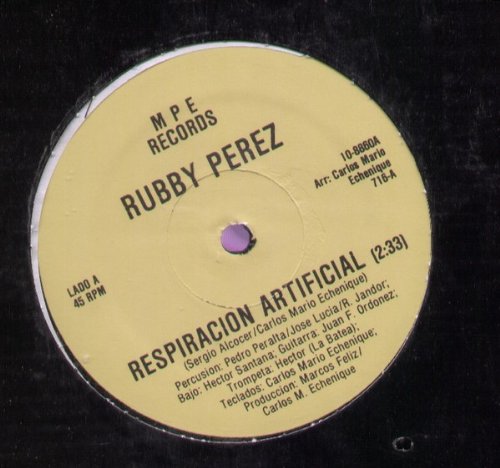 M P E
RECORDS
RUBBY PEREZ
10-8860A
Arr: Carlos Mario
Echenique
716-A
LADO A
45 RPM
RESPIRACION ARTIFICIAL (2:33)
(Sergio Alcocer/Carlos Mario Echenique)
Percusion: Pedro Peralta/Jose Lucia/R. Jandor;
Bajo: Hector Santana; Guitarra: Juan F. Ordonez;
Trompeta: Hector (La Batea);
Teclados: Carlos Mario Echenique;
Produccion: Marcos Feliz/
Carlos M. Echenique